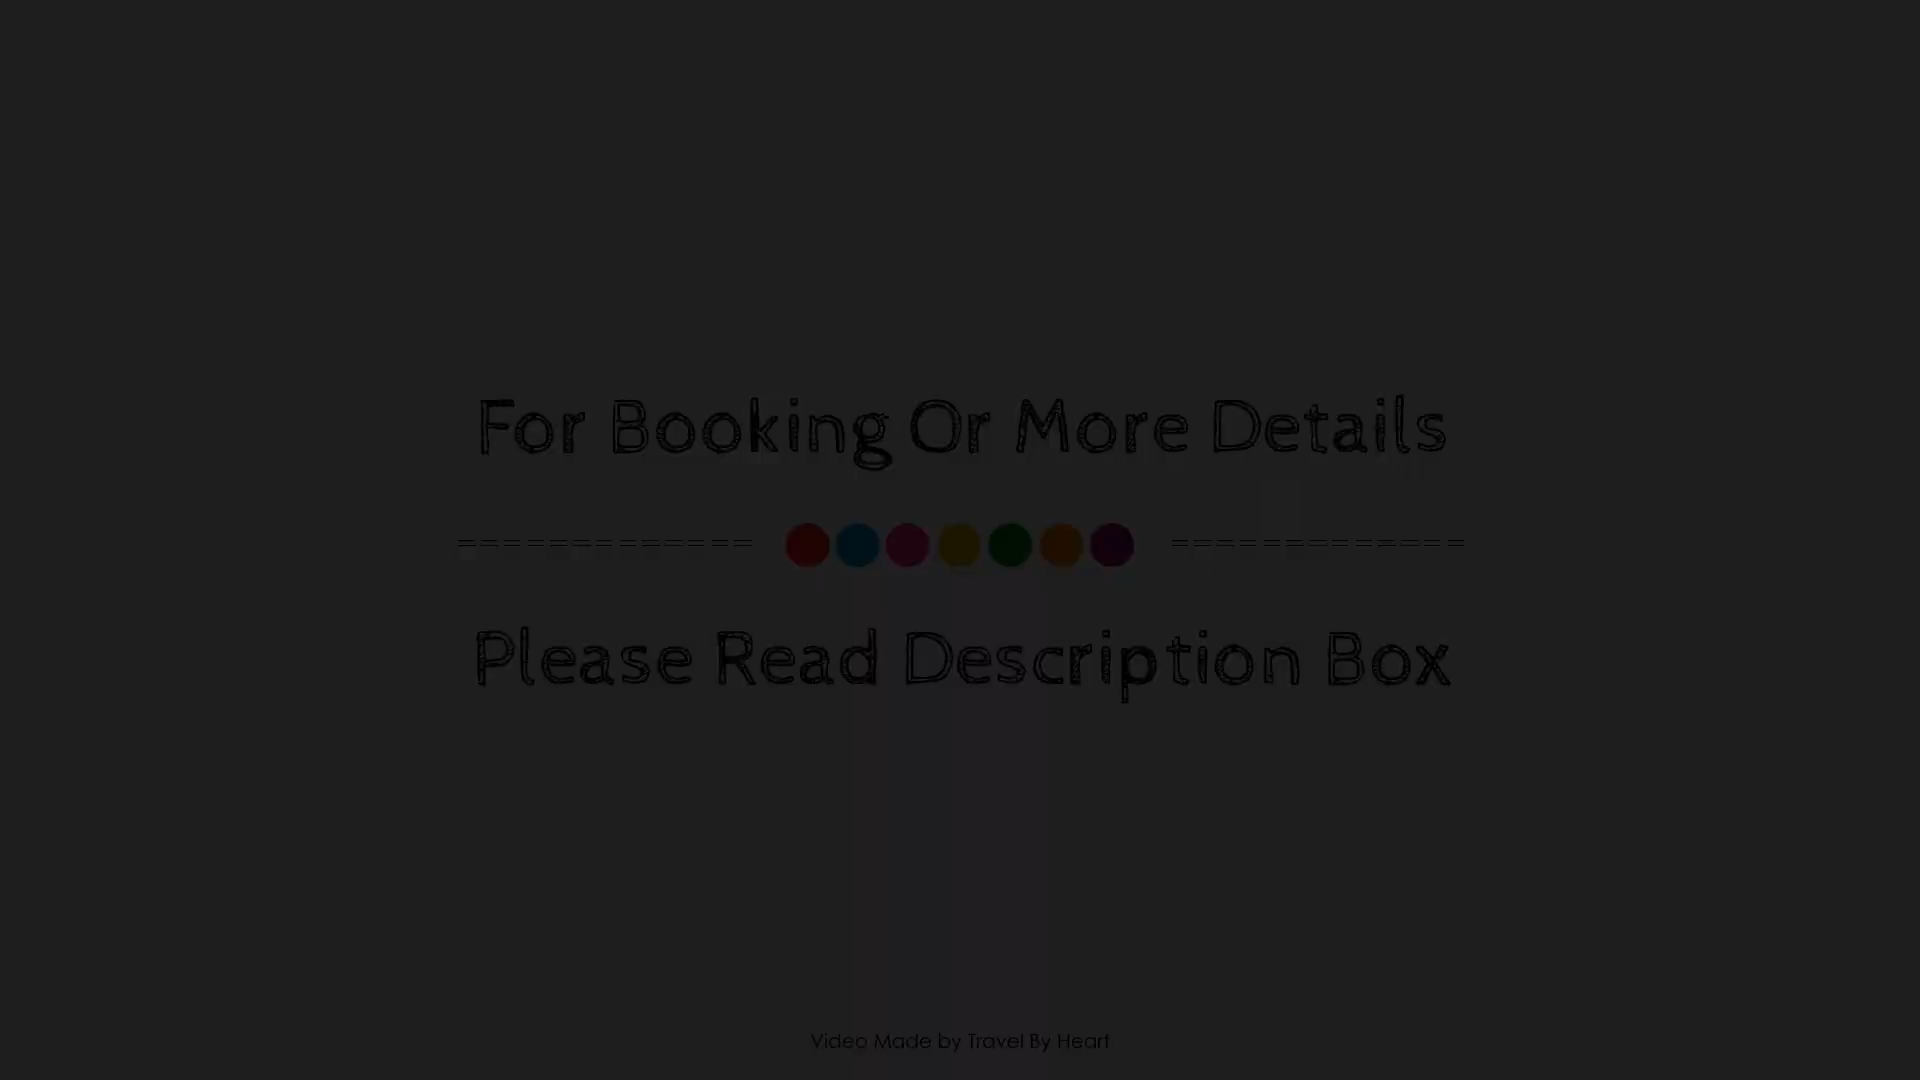 For Booking Or More Details
============= =============
Please Read Description Box
Video Made by Travel By Heart